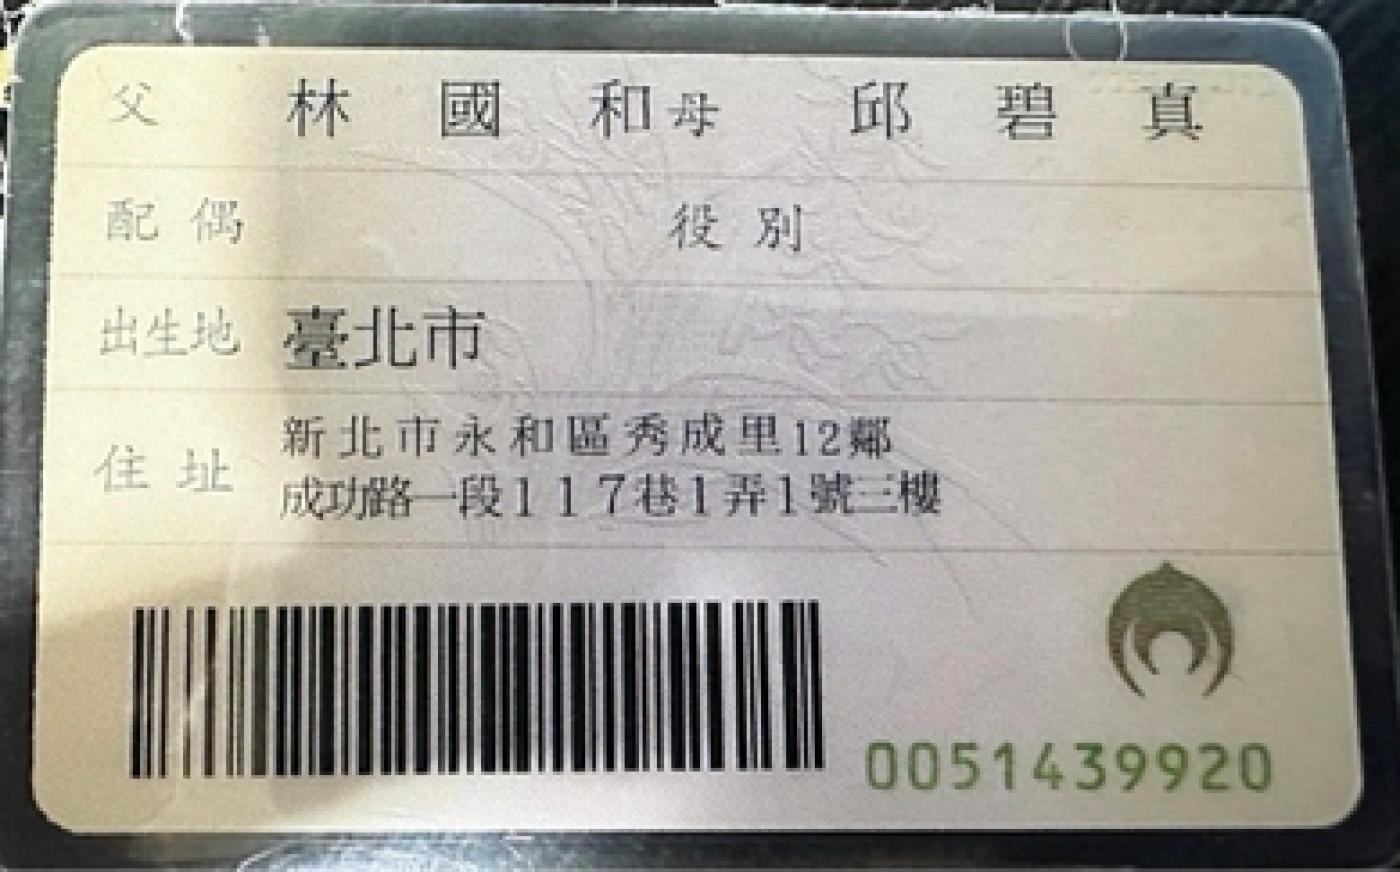 父 林國和 母 邱碧真
配偶 役別
出生地 臺北市
住址 新北市永和區秀成里12鄰
成功路一段117巷1弄1號三樓
0051439920